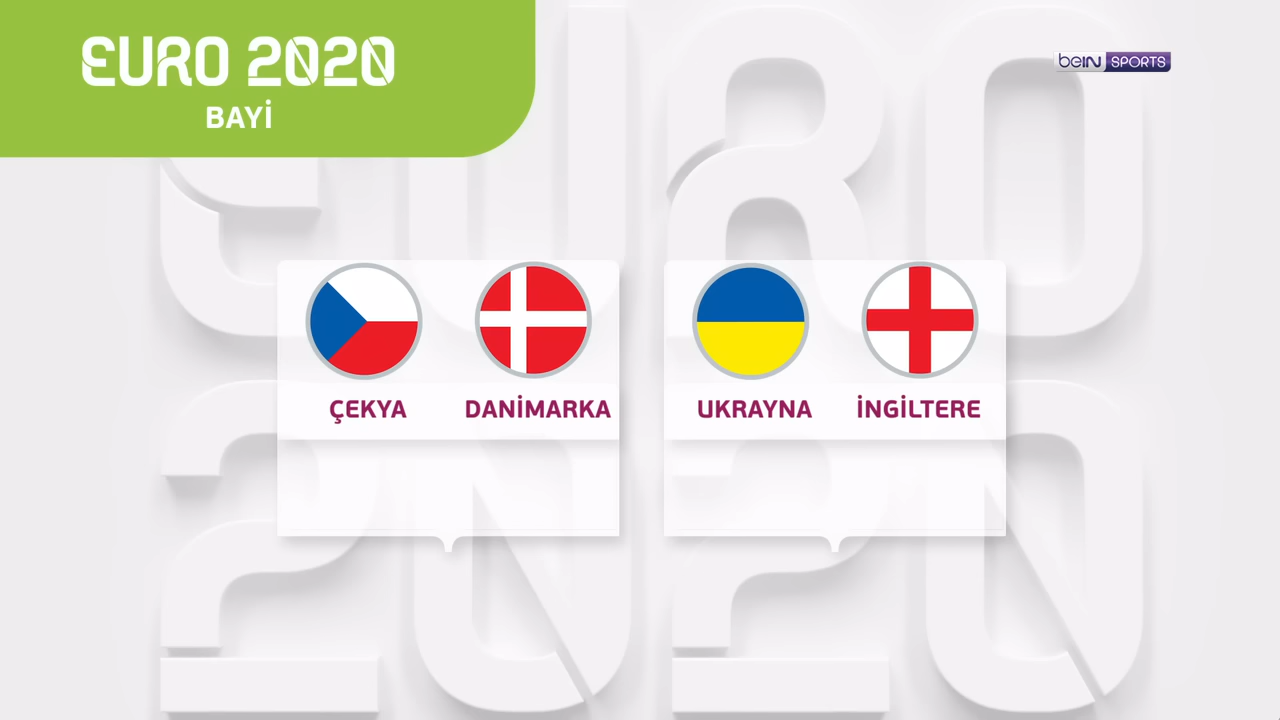 EURO 2020
BAYİ
beIN SPORTS
ÇEKYA DANİMARKA
UKRAYNA İNGİLTERE